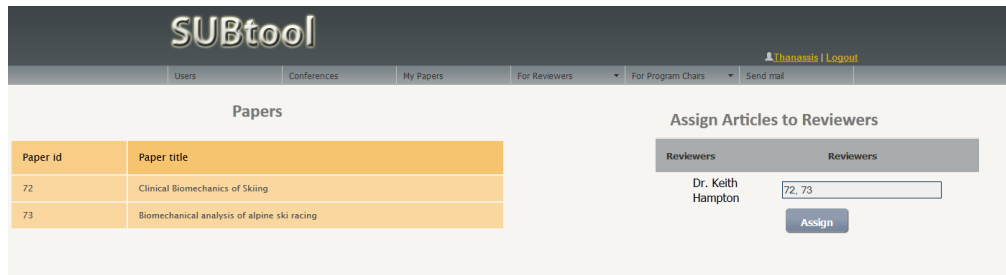 SUBtool
Thanassis | Logout
Users Conferences My Papers For Reviewers For Program Chairs Send mail
Papers
Paper id Paper title
72 Clinical Biomechanics of Skiing
73 Biomechanical analysis of alpine ski racing
Assign Articles to Reviewers
Reviewers Reviewers
Dr. Keith
Hampton
72, 73
Assign